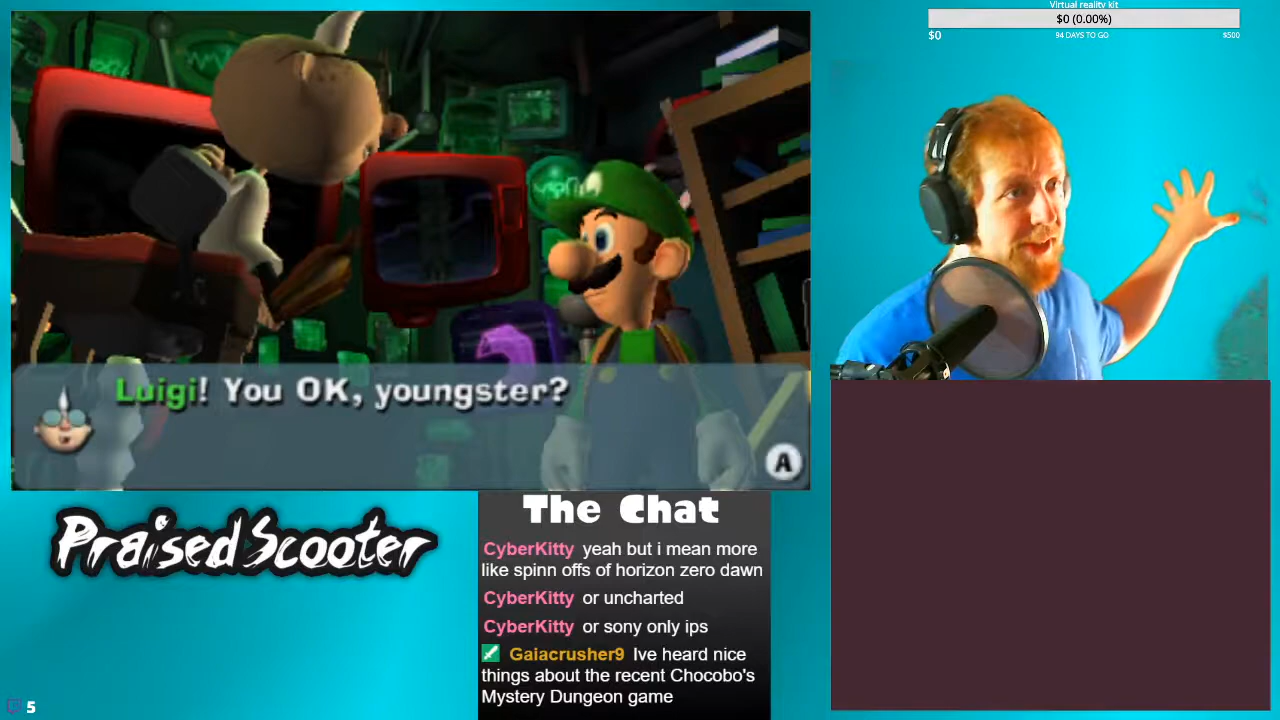 Virtual reality kit
$0 (0.00%)
$0 94 DAYS TO GO $500
Luigi! You OK, youngster?
A
PraisedScooter
The Chat
CyberKitty yeah but i mean more
like spinn offs of horizon zero dawn
CyberKitty or uncharted
CyberKitty or sony only ips
Gaiacrusher9 Ive heard nice
things about the recent Chocobo's
Mystery Dungeon game
5